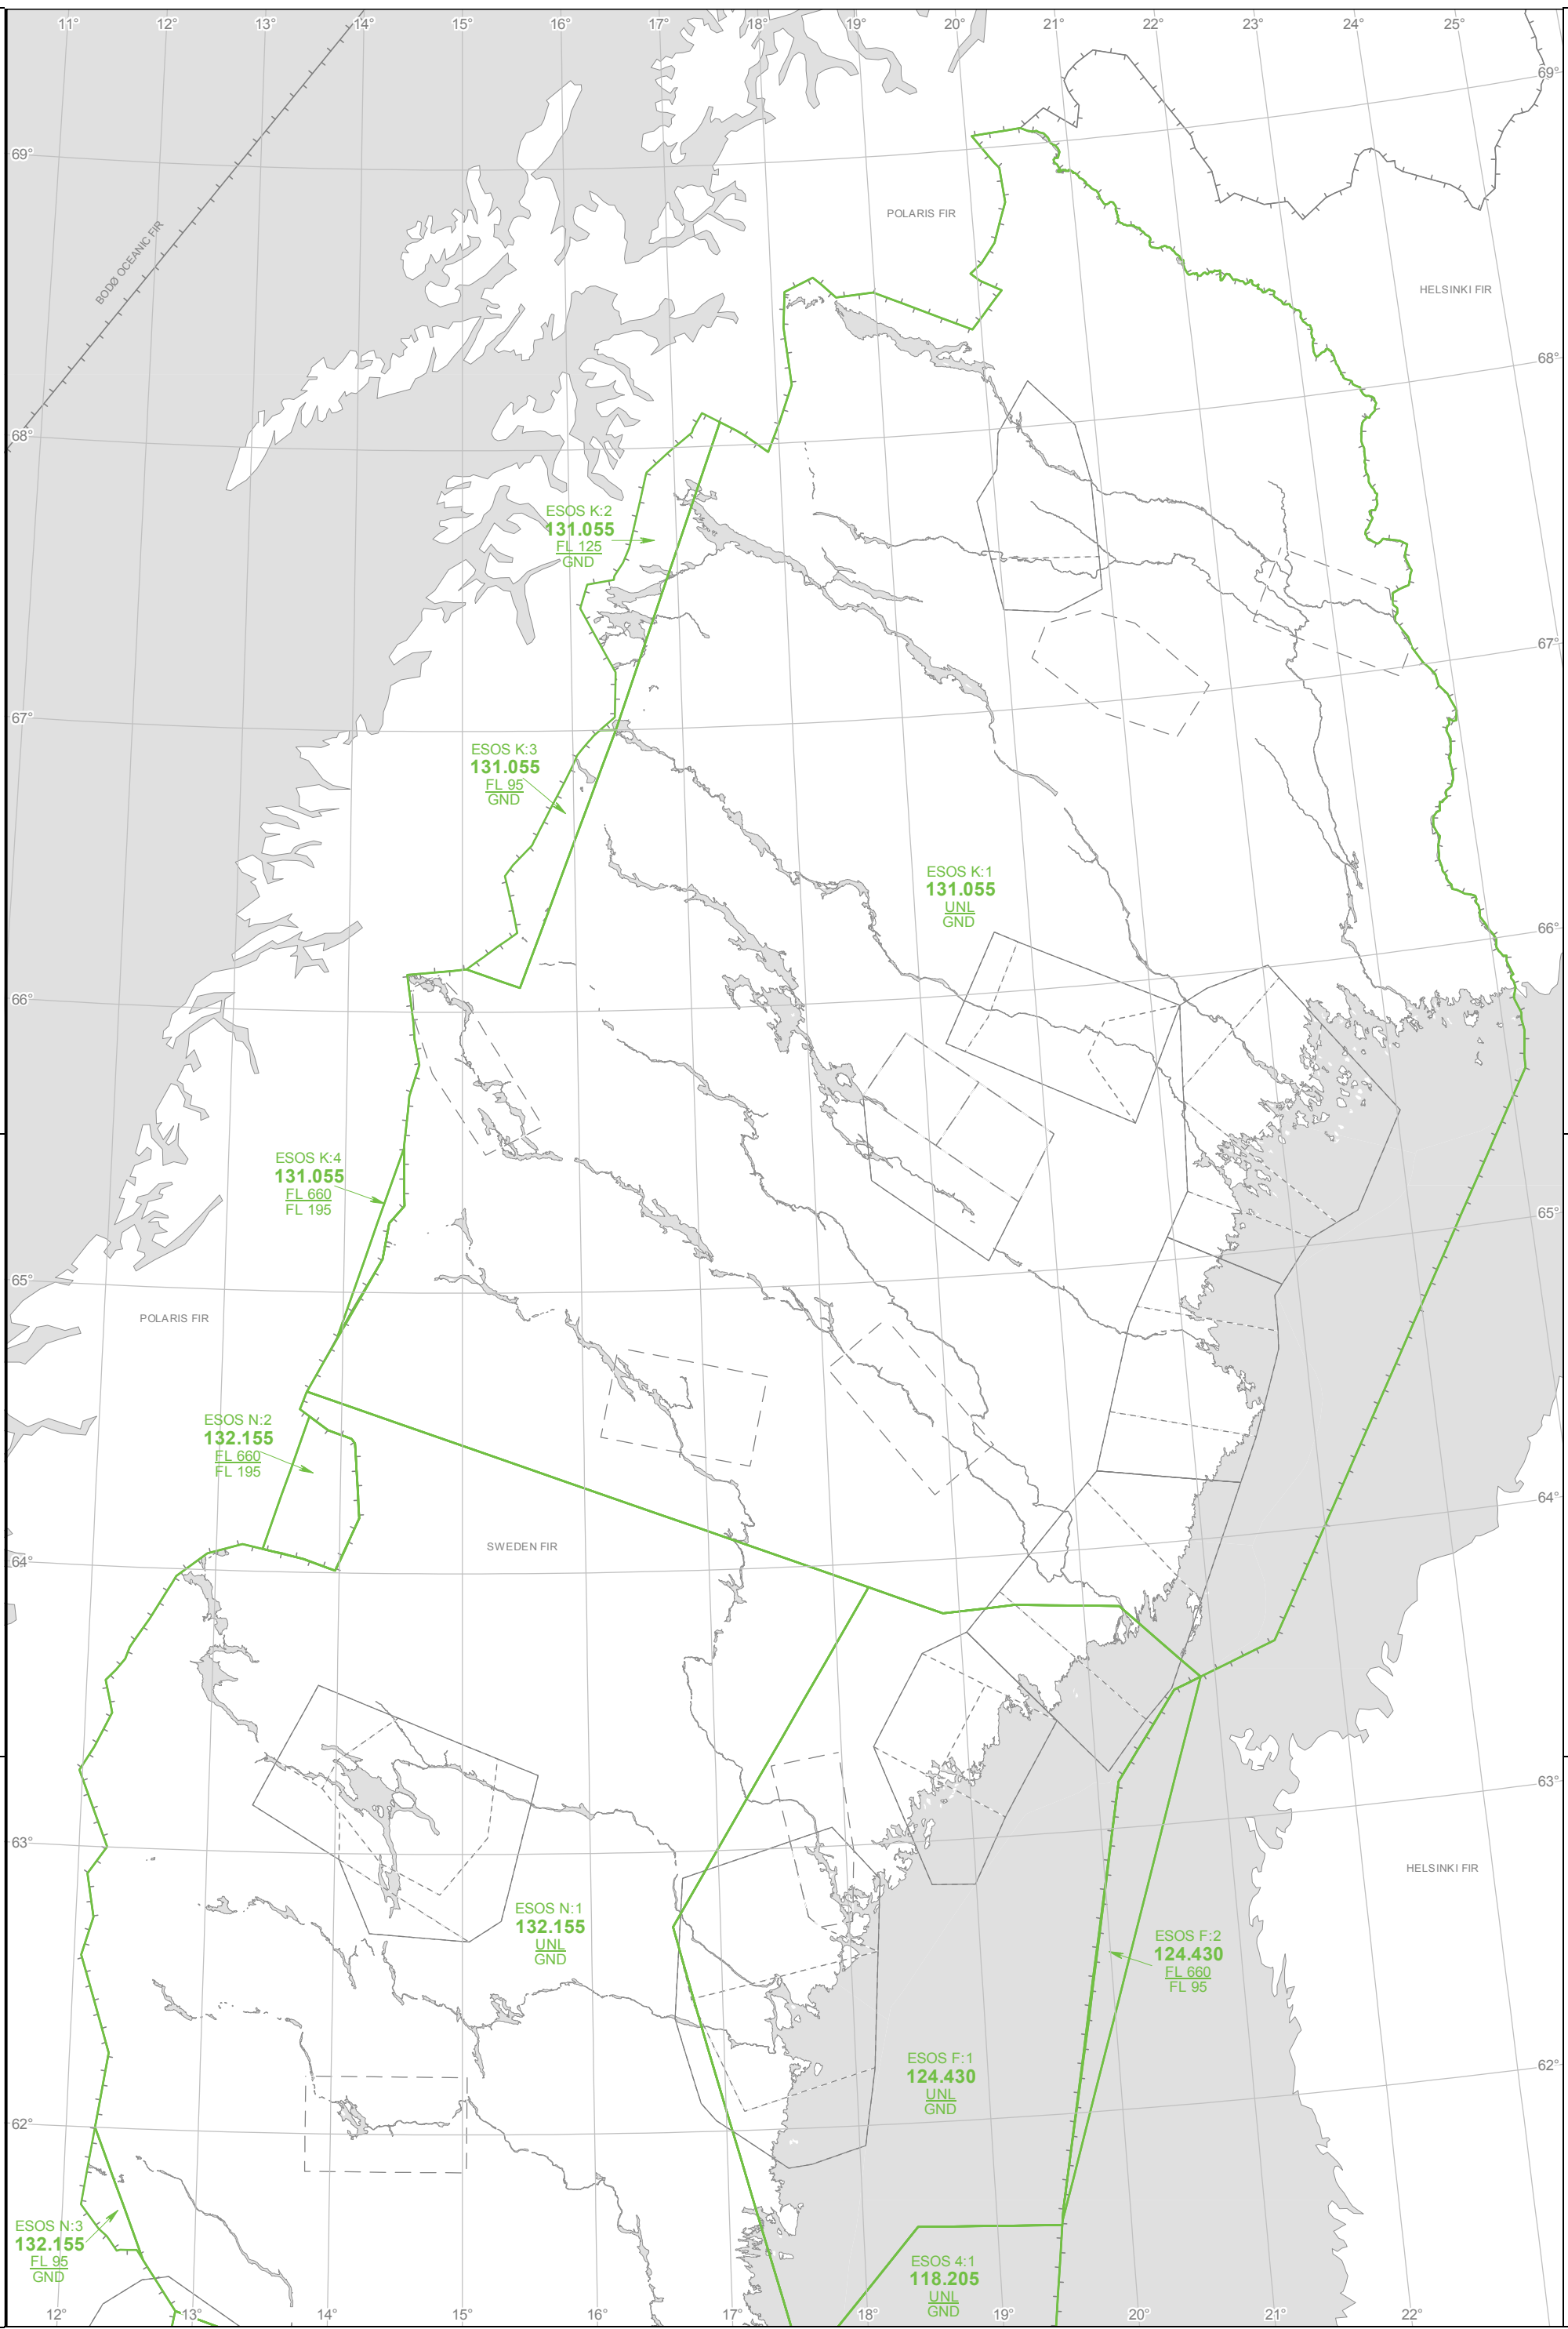 11° 12° 13° 14° 15° 16° 17° 18° 19° 20° 21° 22° 23° 24° 25°
69°
69°
BODØ OCEANIC FIR
POLARIS FIR
HELSINKI FIR
68°
68°
ESOS K:2
131.055
FL 125
GND
67°
67°
ESOS K:3
131.055
FL 95
GND
ESOS K:1
131.055
UNL
GND
66°
66°
ESOS K:4
131.055
FL 660
FL 195
65°
65°
POLARIS FIR
ESOS N:2
132.155
FL 660
FL 195
64°
SWEDEN FIR
64°
63°
63°
HELSINKI FIR
ESOS N:1
132.155
UNL
GND
ESOS F:2
124.430
FL 660
FL 95
ESOS F:1
124.430
UNL
GND
62°
62°
ESOS N:3
132.155
FL 95
GND
ESOS 4:1
118.205
UNL
GND
12° 13° 14° 15° 16° 17° 18° 19° 20° 21° 22°